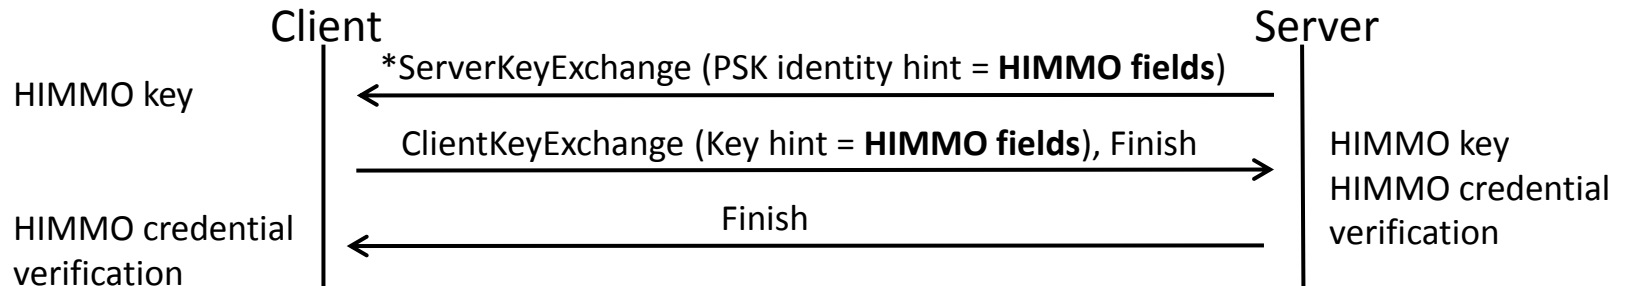 Client
Server
*ServerKeyExchange (PSK identity hint = HIMMO fields)
HIMMO key
ClientKeyExchange (Key hint = HIMMO fields), Finish
HIMMO key
HIMMO credential
verification
Finish
HIMMO credential
verification